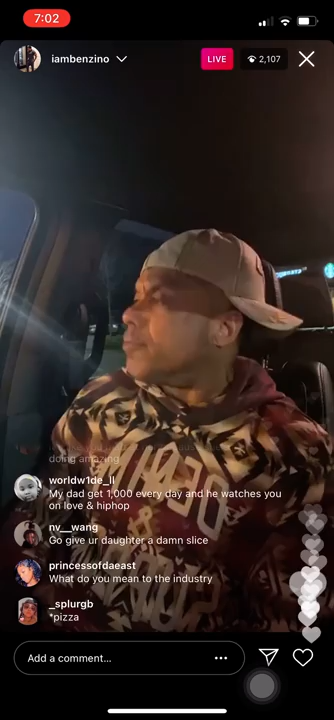 7:02
iambenzino
LIVE
2,107
doing amazing
worldw1de_ll
My dad get 1,000 every day and he watches you
on love & hiphop
nv__wang
Go give ur daughter a damn slice
princessofdaeast
What do you mean to the industry
_splurgb
*pizza
Add a comment...